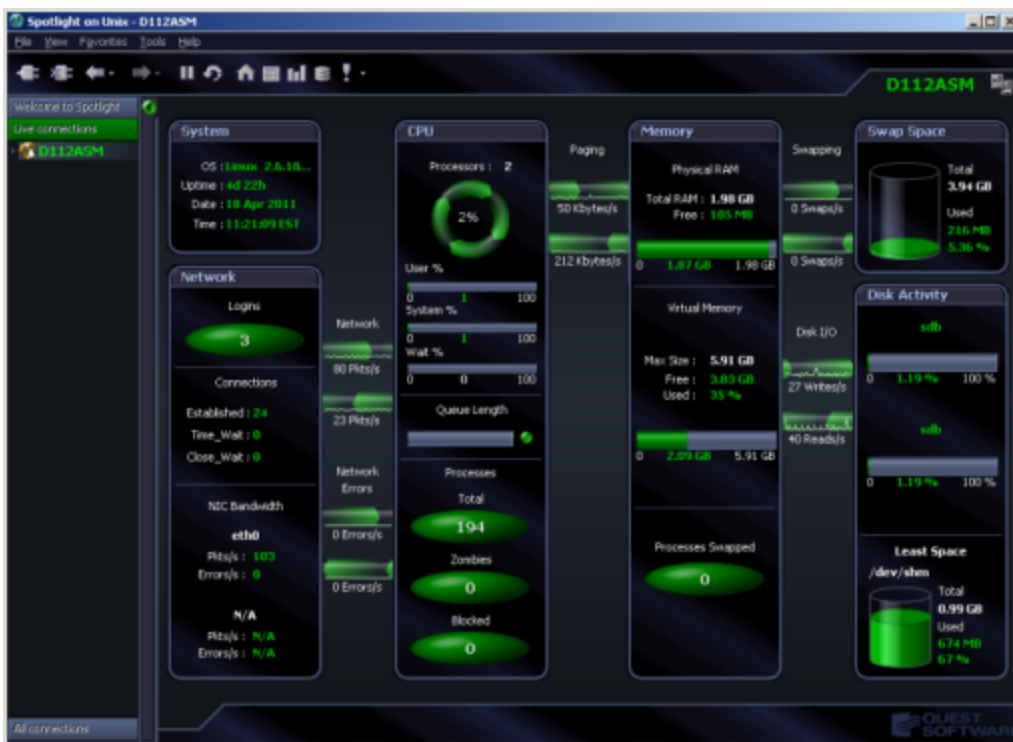 Spotlight on Unix - D112ASM
File View Favorites Tools Help
D112ASM
Welcome to Spotlight
Live connections
D112ASM
System
OS : Linux 2.6.18...
Uptime : 4d 22h
Date : 18 Apr 2011
Time : 11:21:09 EST
Network
Logins
3
Connections
Established : 24
Time_Wait : 0
Close_Wait : 0
NIC Bandwidth
eth0
Pkts/s : 103
Errors/s : 0
N/A
Pkts/s : N/A
Errors/s : N/A
Network
80 Pkts/s
23 Pkts/s
Network
Errors
0 Errors/s
0 Errors/s
CPU
Processors : 2
2%
User %
0 1 100
System %
0 1 100
Wait %
0 0 100
Queue Length
Processes
Total
194
Zombies
0
Blocked
0
Paging
50 Kbytes/s
212 Kbytes/s
Memory
Physical RAM
Total RAM : 1.98 GB
Free : 105 MB
0 1.87 GB 1.98 GB
Virtual Memory
Max Size : 5.91 GB
Free : 3.83 GB
Used : 35 %
0 2.09 GB 5.91 GB
Processes Swapped
0
Swapping
0 Swaps/s
0 Swaps/s
Disk I/O
27 Writes/s
40 Reads/s
Swap Space
Total
3.94 GB
Used
216 MB
5.36 %
Disk Activity
sdb
0 1.19 % 100 %
sdb
0 1.19 % 100 %
Least Space
/dev/shm
Total
0.99 GB
Used
674 MB
67 %
All connections
QUEST
SOFTWAR